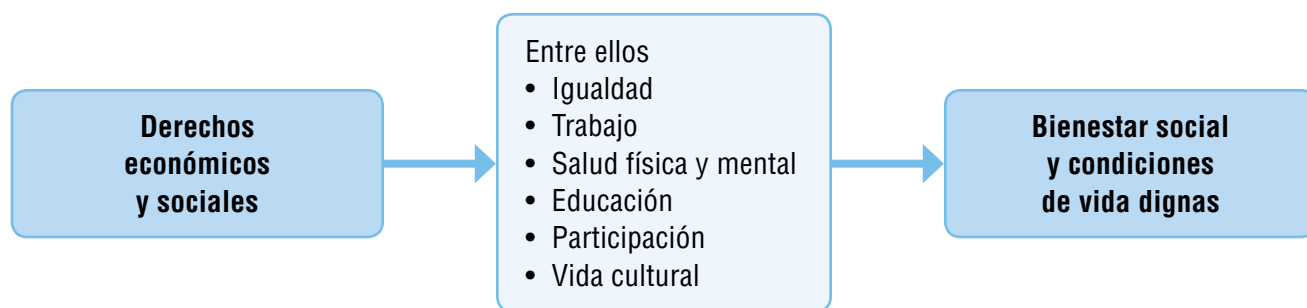 Derechos
económicos
y sociales
Entre ellos
• Igualdad
• Trabajo
• Salud física y mental
• Educación
• Participación
• Vida cultural
Bienestar social
y condiciones
de vida dignas